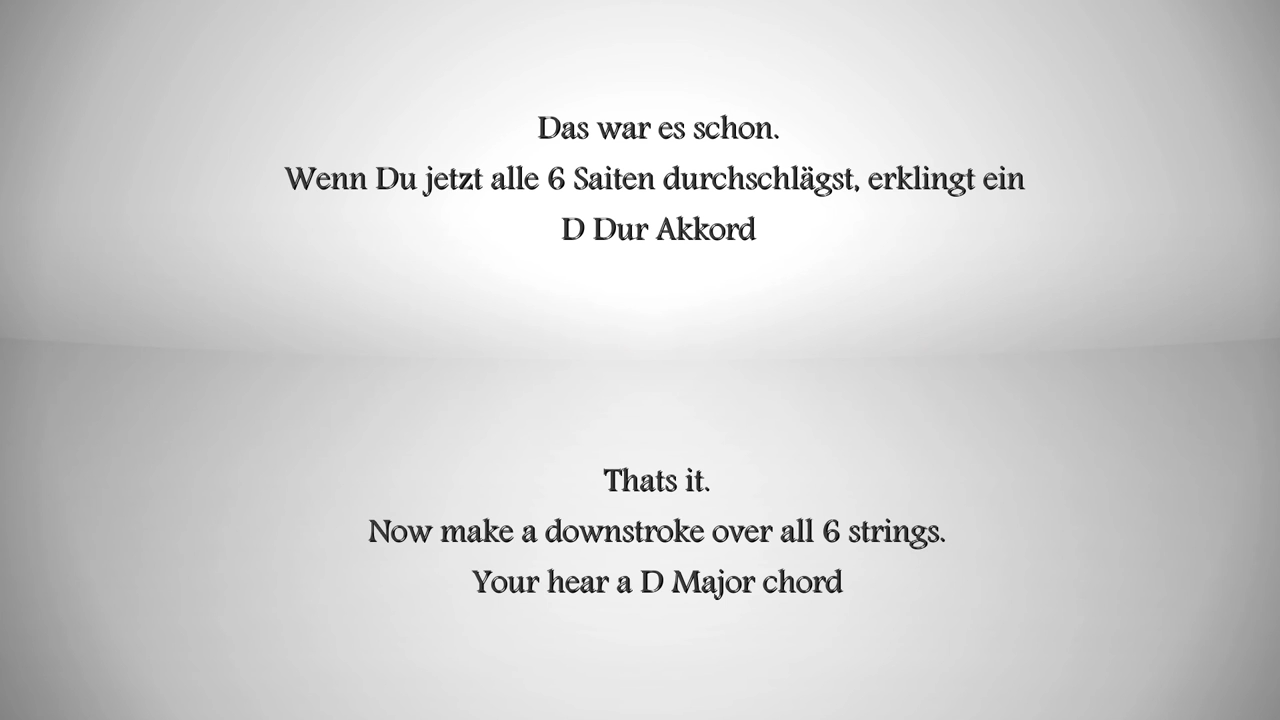 Das war es schon.
Wenn Du jetzt alle 6 Saiten durchschlägst, erklingt ein
D Dur Akkord
Thats it.
Now make a downstroke over all 6 strings.
Your hear a D Major chord